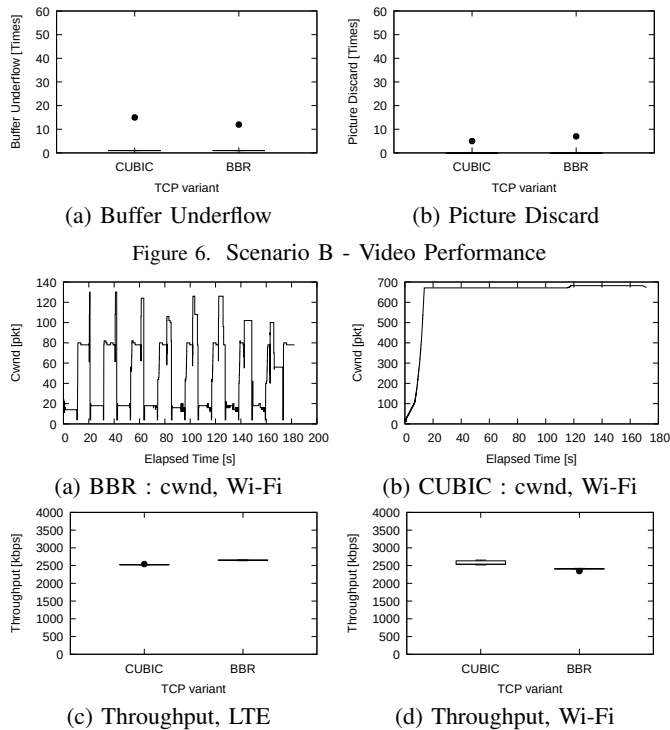 60
50
40
30
20
10
0
Buffer Underflow [Times]
CUBIC BBR
TCP variant
(a) Buffer Underflow
60
50
40
30
20
10
0
Picture Discard [Times]
CUBIC BBR
TCP variant
(b) Picture Discard
Figure 6. Scenario B - Video Performance
140
120
100
80
60
40
20
0
Cwnd [pkt]
0 20 40 60 80 100 120 140 160 180 200
Elapsed Time [s]
(a) BBR : cwnd, Wi-Fi
700
600
500
400
300
200
100
0
Cwnd [pkt]
0 20 40 60 80 100 120 140 160 180
Elapsed Time [s]
(b) CUBIC : cwnd, Wi-Fi
4000
3500
3000
2500
2000
1500
1000
500
0
Throughput [kbps]
CUBIC BBR
TCP variant
(c) Throughput, LTE
4000
3500
3000
2500
2000
1500
1000
500
0
Throughput [kbps]
CUBIC BBR
TCP variant
(d) Throughput, Wi-Fi